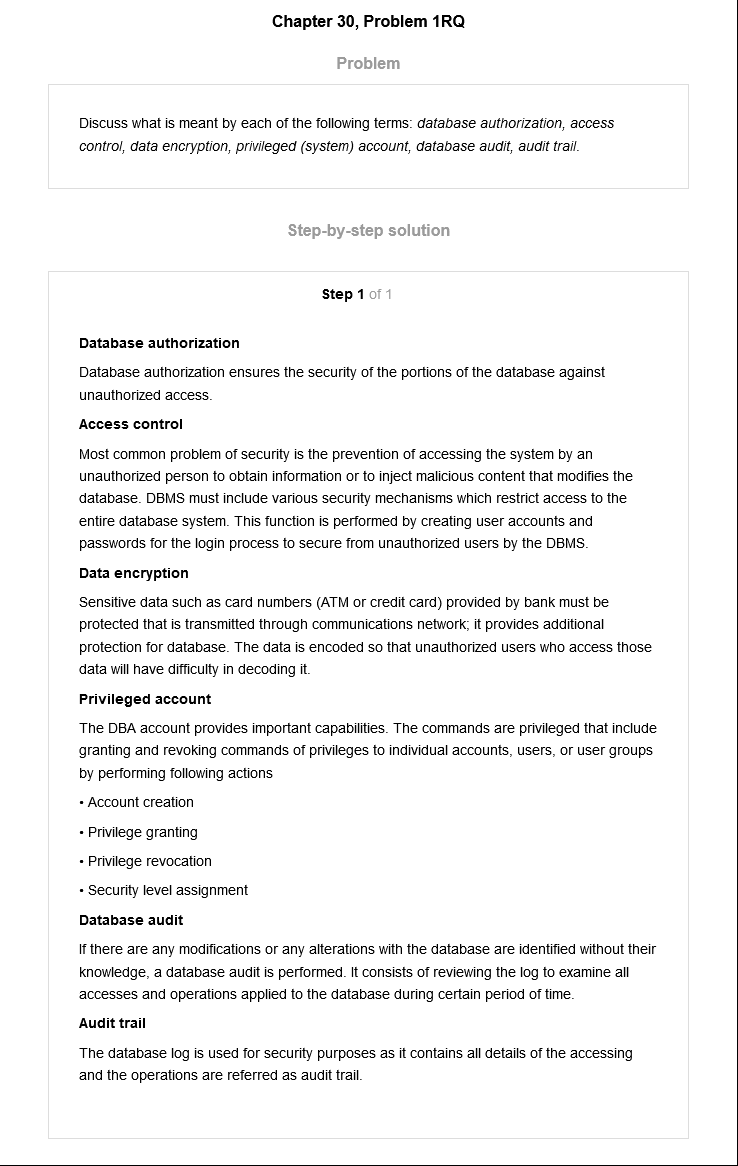 Chapter 30, Problem 1RQ
Problem
Discuss what is meant by each of the following terms: database authorization, access
control, data encryption, privileged (system) account, database audit, audit trail.
Step-by-step solution
Step 1 of 1
Database authorization
Database authorization ensures the security of the portions of the database against
unauthorized access.
Access control
Most common problem of security is the prevention of accessing the system by an
unauthorized person to obtain information or to inject malicious content that modifies the
database. DBMS must include various security mechanisms which restrict access to the
entire database system. This function is performed by creating user accounts and
passwords for the login process to secure from unauthorized users by the DBMS.
Data encryption
Sensitive data such as card numbers (ATM or credit card) provided by bank must be
protected that is transmitted through communications network; it provides additional
protection for database. The data is encoded so that unauthorized users who access those
data will have difficulty in decoding it.
Privileged account
The DBA account provides important capabilities. The commands are privileged that include
granting and revoking commands of privileges to individual accounts, users, or user groups
by performing following actions
• Account creation
• Privilege granting
• Privilege revocation
• Security level assignment
Database audit
If there are any modifications or any alterations with the database are identified without their
knowledge, a database audit is performed. It consists of reviewing the log to examine all
accesses and operations applied to the database during certain period of time.
Audit trail
The database log is used for security purposes as it contains all details of the accessing
and the operations are referred as audit trail.